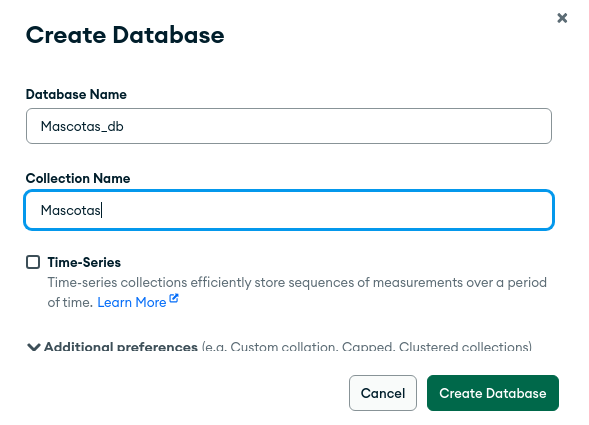 Create Database
Database Name
Mascotas_db
Collection Name
Mascotas
Time-Series
Time-series collections efficiently store sequences of measurements over a period
of time. Learn More
Additional preferences (e.g. Custom collation, Capped, Clustered collections)
Cancel
Create Database